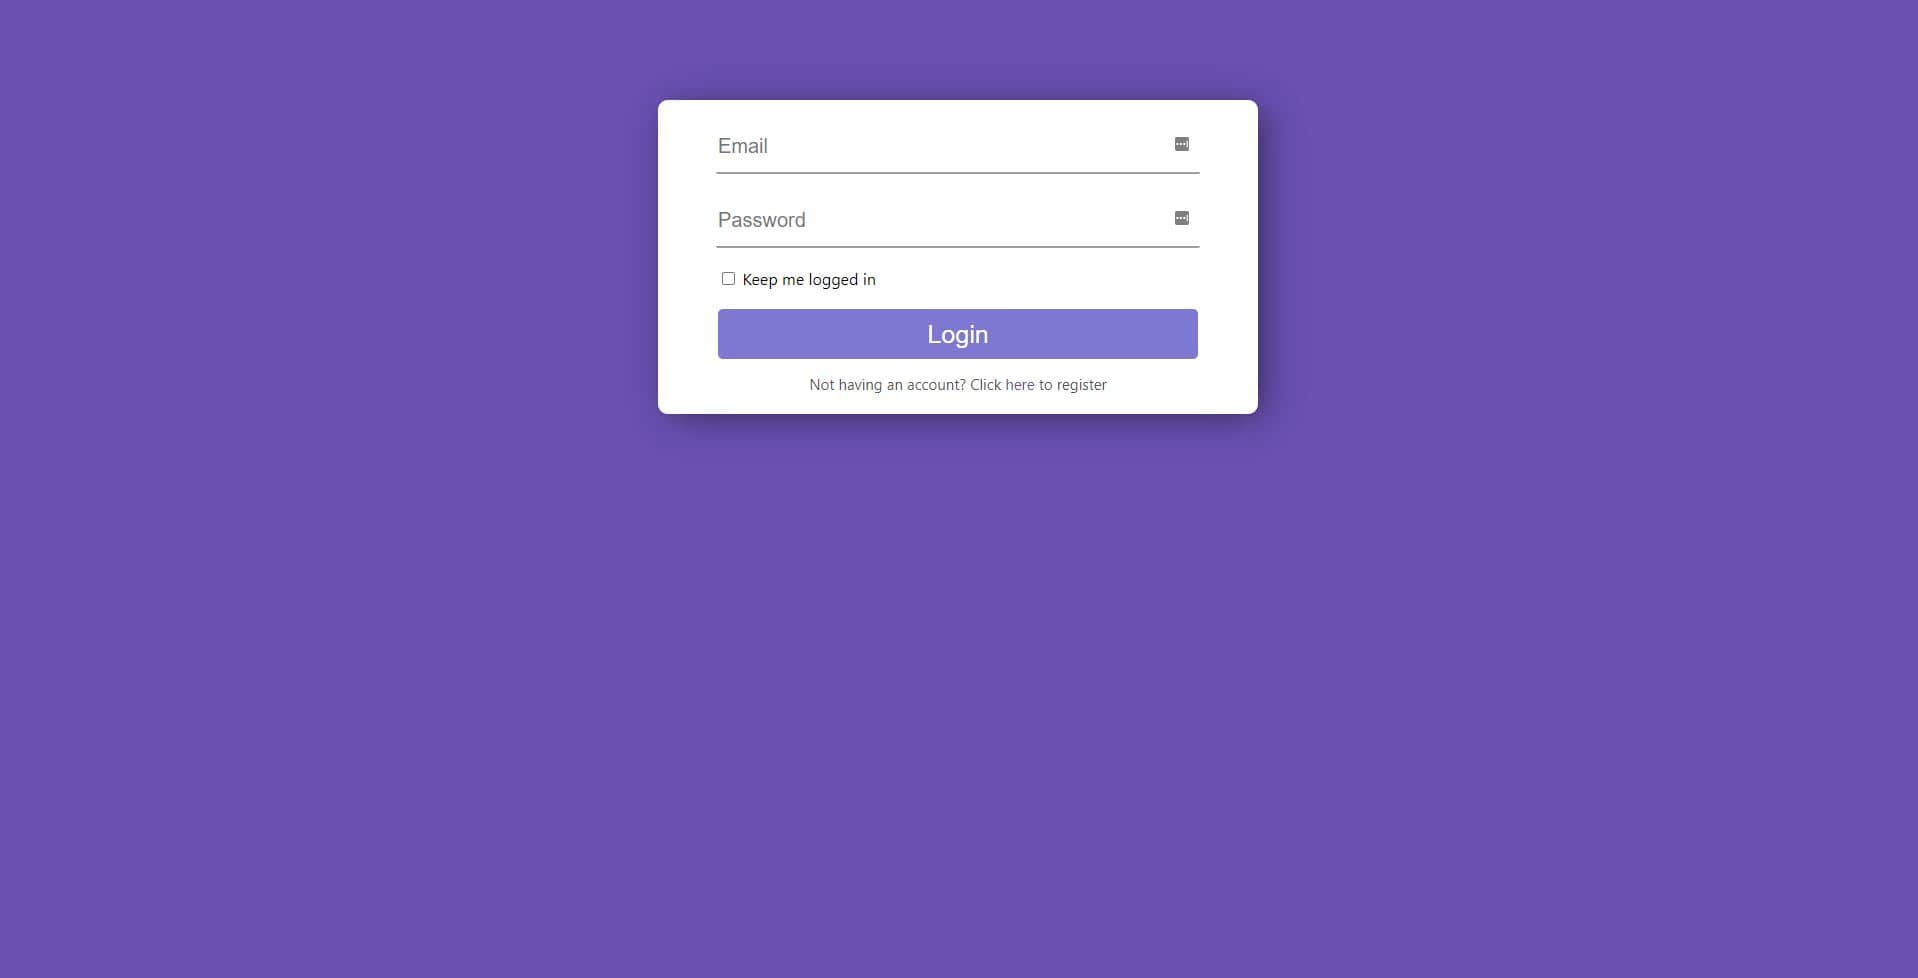 Email
Password
Keep me logged in
Login
Not having an account? Click here to register